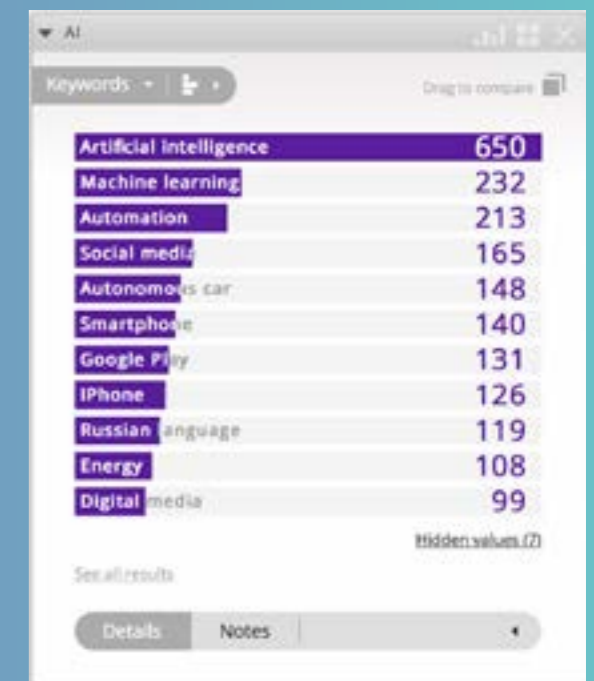 AI
Keywords
Drag to compare
Artificial intelligence 650
Machine learning 232
Automation 213
Social media 165
Autonomous car 148
Smartphone 140
Google Play 131
IPhone 126
Russian language 119
Energy 108
Digital media 99
Hidden values (7)
See all results
Details Notes